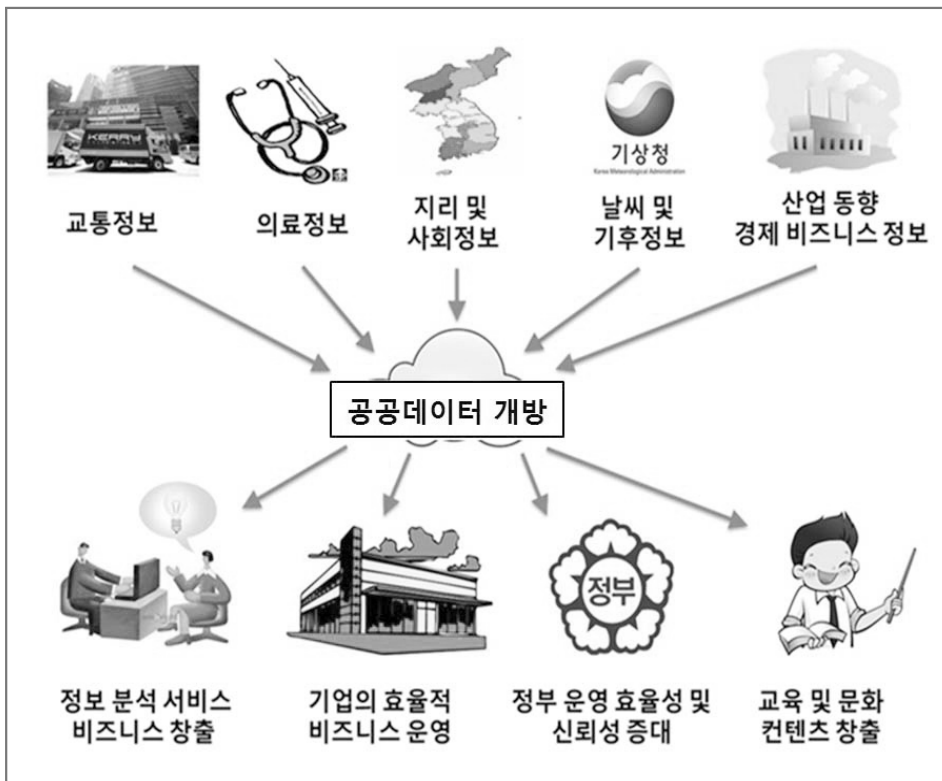 KERRY
기상청
Korea Meteorological Administration
교통정보
의료정보
지리 및
사회정보
날씨 및
기후정보
산업 동향
경제 비즈니스 정보
공공데이터 개방
정보 분석 서비스
비즈니스 창출
기업의 효율적
비즈니스 운영
정부
정부 운영 효율성 및
신뢰성 증대
교육 및 문화
컨텐츠 창출